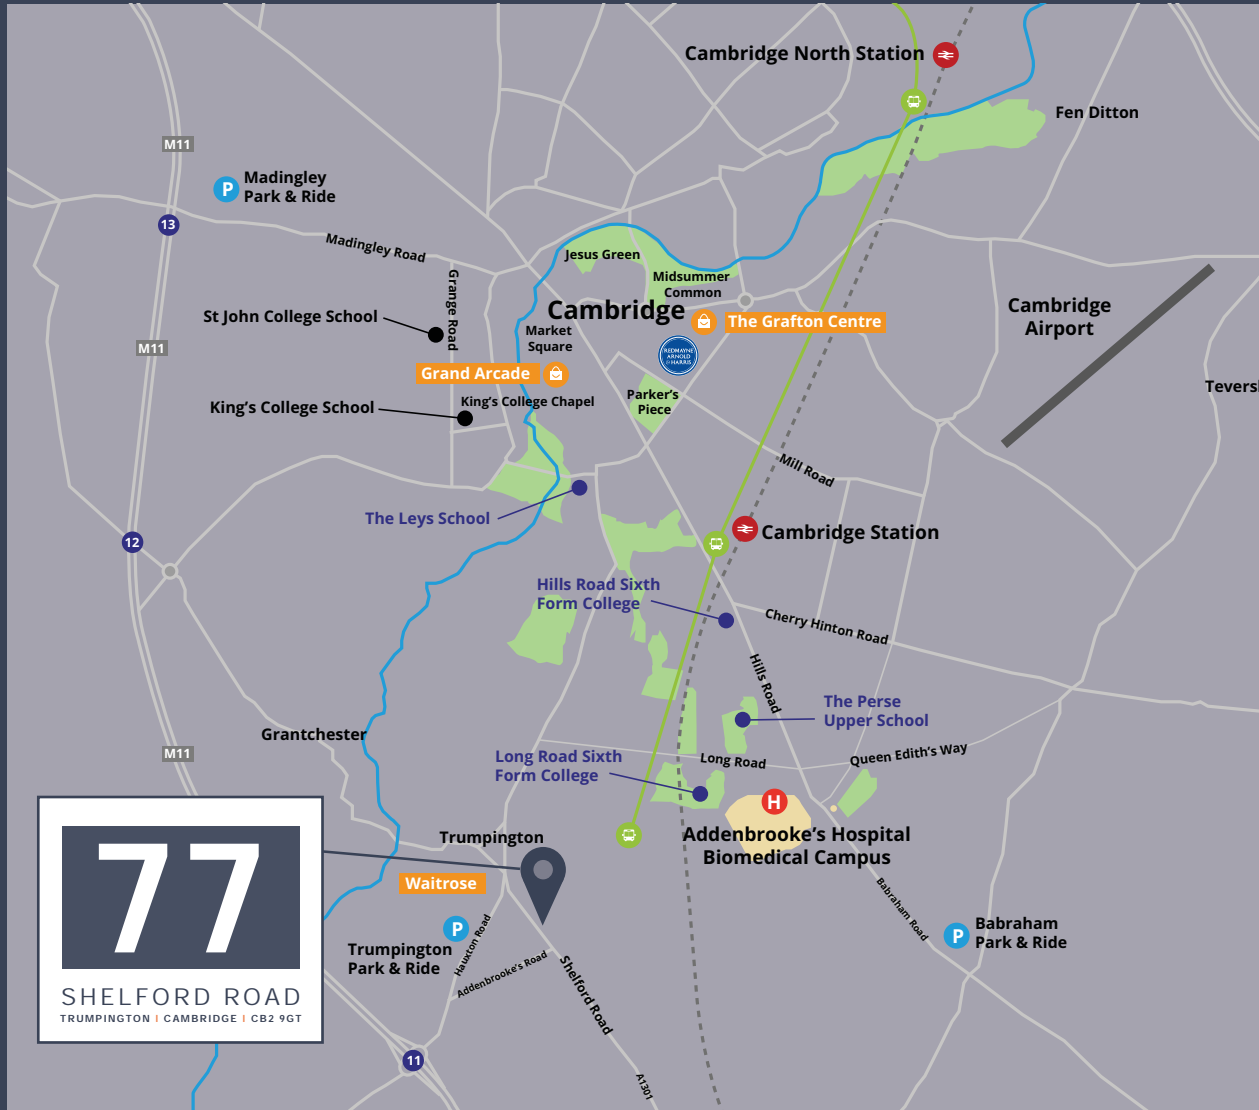 Cambridge North Station
Fen Ditton
M11
Madingley
Park & Ride
P
13
Madingley Road
Jesus Green
Midsummer
Common
Grange Road
Cambridge
St John College School
Market
Square
The Grafton Centre
Cambridge
Airport
REDMAYNE
ARNOLD
& HARRIS
M11
Grand Arcade
Teversh
King's College School
King's College Chapel
Parker's
Piece
Mill Road
The Leys School
Cambridge Station
12
Hills Road Sixth
Form College
Cherry Hinton Road
Hills Road
The Perse
Upper School
Grantchester
M11
Long Road Sixth
Form College
Long Road
Queen Edith's Way
H
Addenbrooke's Hospital
Biomedical Campus
Trumpington
Waitrose
77
SHELFORD ROAD
TRUMPINGTON | CAMBRIDGE | CB2 9GT
P
Trumpington
Park & Ride
Hauxton Road
Addenbrooke's Road
Shelford Road
Babraham Road
P
Babraham
Park & Ride
11
A1301